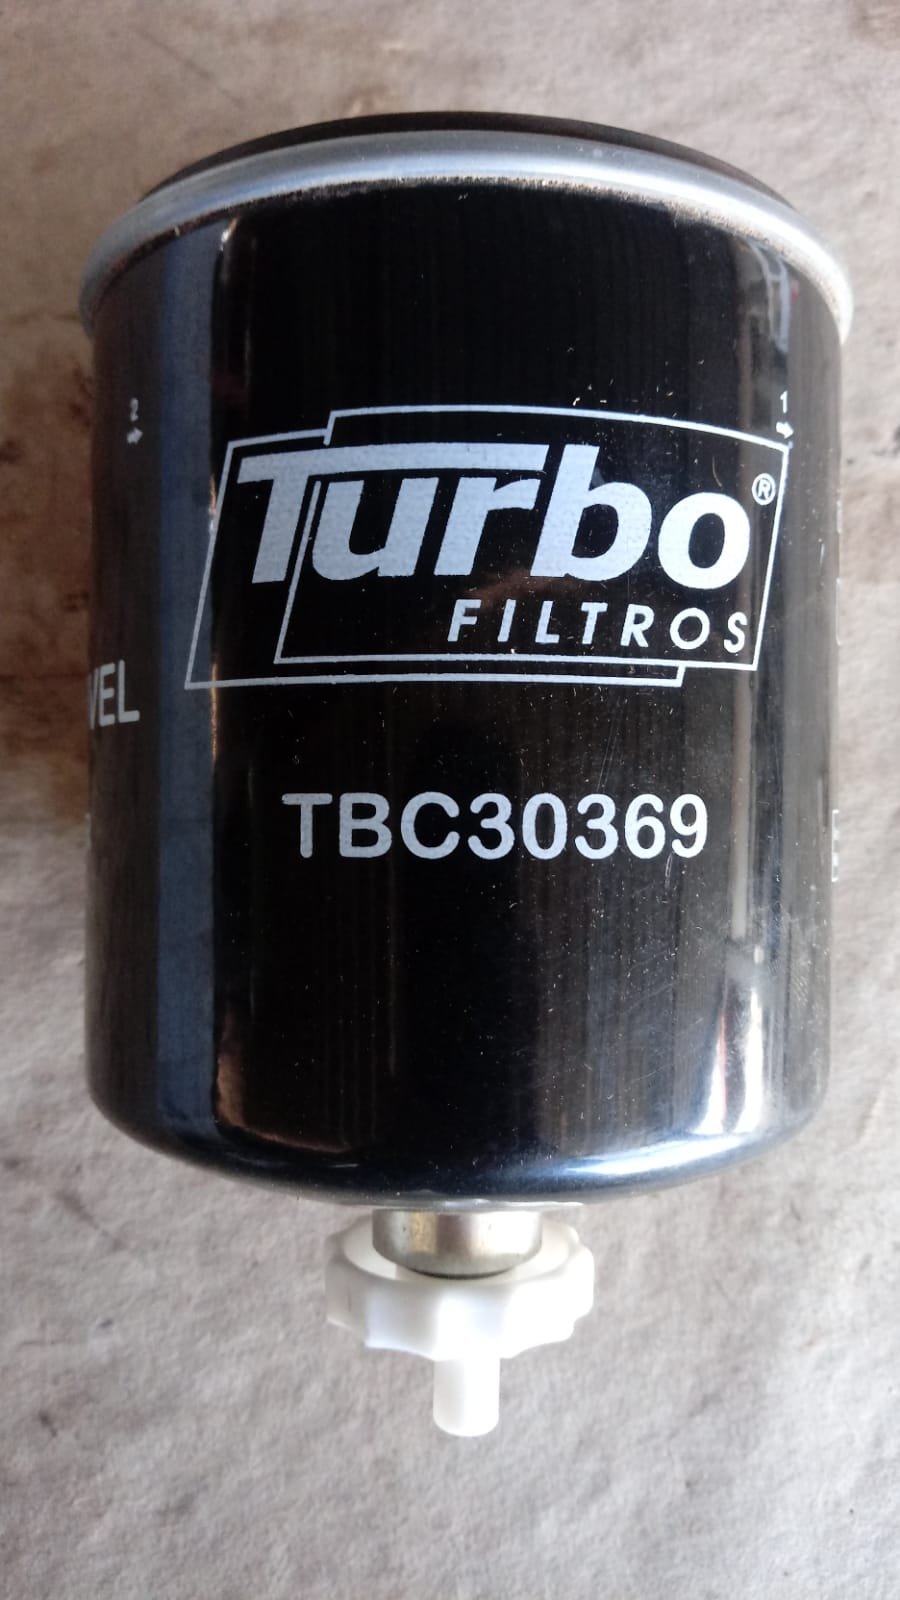 2
1
Turbo®
FILTROS
VEL
TBC30369
E